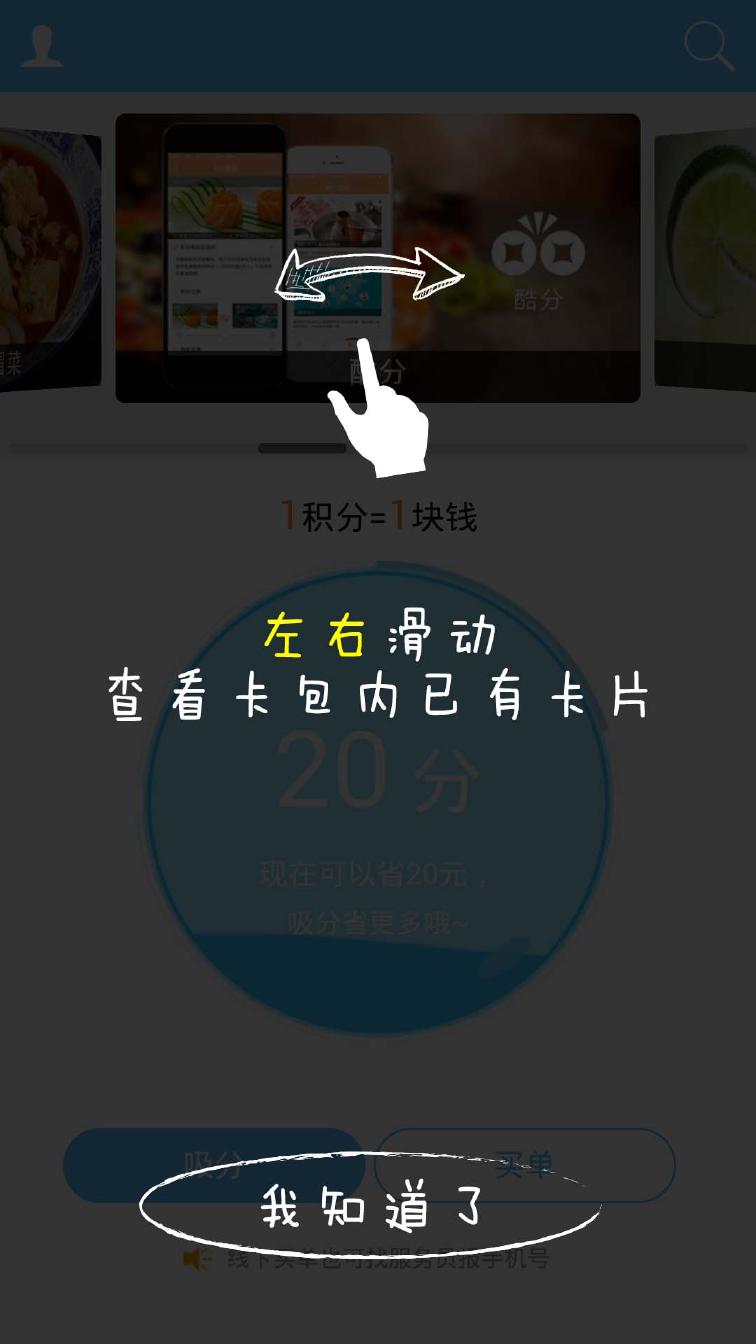 酷分
冒菜
酷分
1积分=1块钱
左右滑动
查看卡包内已有卡片
20分
现在可以省20元，
吸分省更多哦~
吸分
买单
我知道了
线下买单也可找服务员报手机号